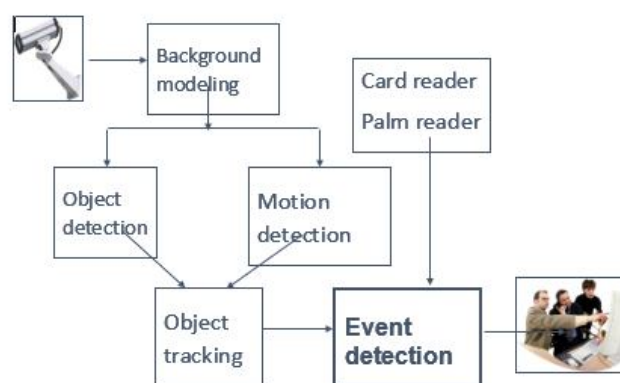 Background
modeling
Card reader
Palm reader
Object
detection
Motion
detection
Object
tracking
Event
detection